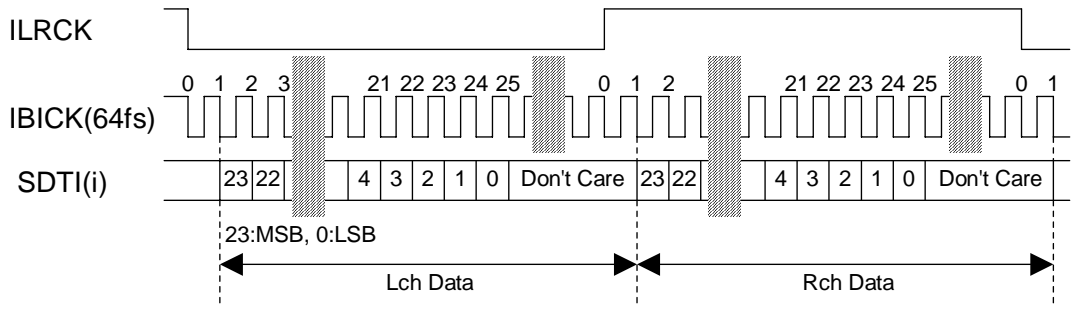 ILRCK
0 1 2 3 21 22 23 24 25 0 1 2 21 22 23 24 25 0 1
IBICK(64fs)
SDTI(i) 23 22 4 3 2 1 0 Don't Care 23 22 4 3 2 1 0 Don't Care
23:MSB, 0:LSB
Lch Data Rch Data